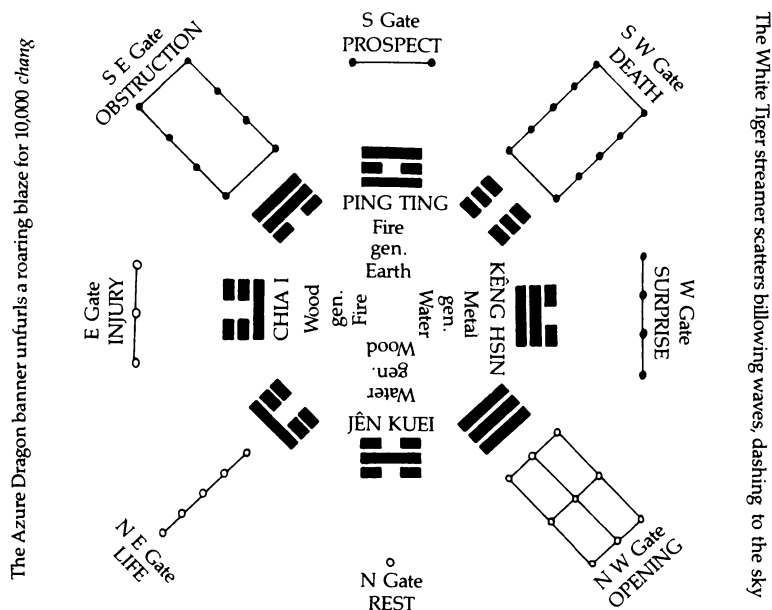 The Azure Dragon banner unfurls a roaring blaze for 10,000 chang
S E Gate
OBSTRUCTION
S Gate
PROSPECT
S W Gate
DEATH
E Gate
INJURY
W Gate
SURPRISE
N E Gate
LIFE
N Gate
REST
N W Gate
OPENING
PING TING
Fire
gen.
Earth
CHIA I
Wood
gen.
Fire
KÊNG HSIN
Metal
gen.
Water
JÊN KUEI
Water
gen.
Wood
The White Tiger streamer scatters billowing waves, dashing to the sky